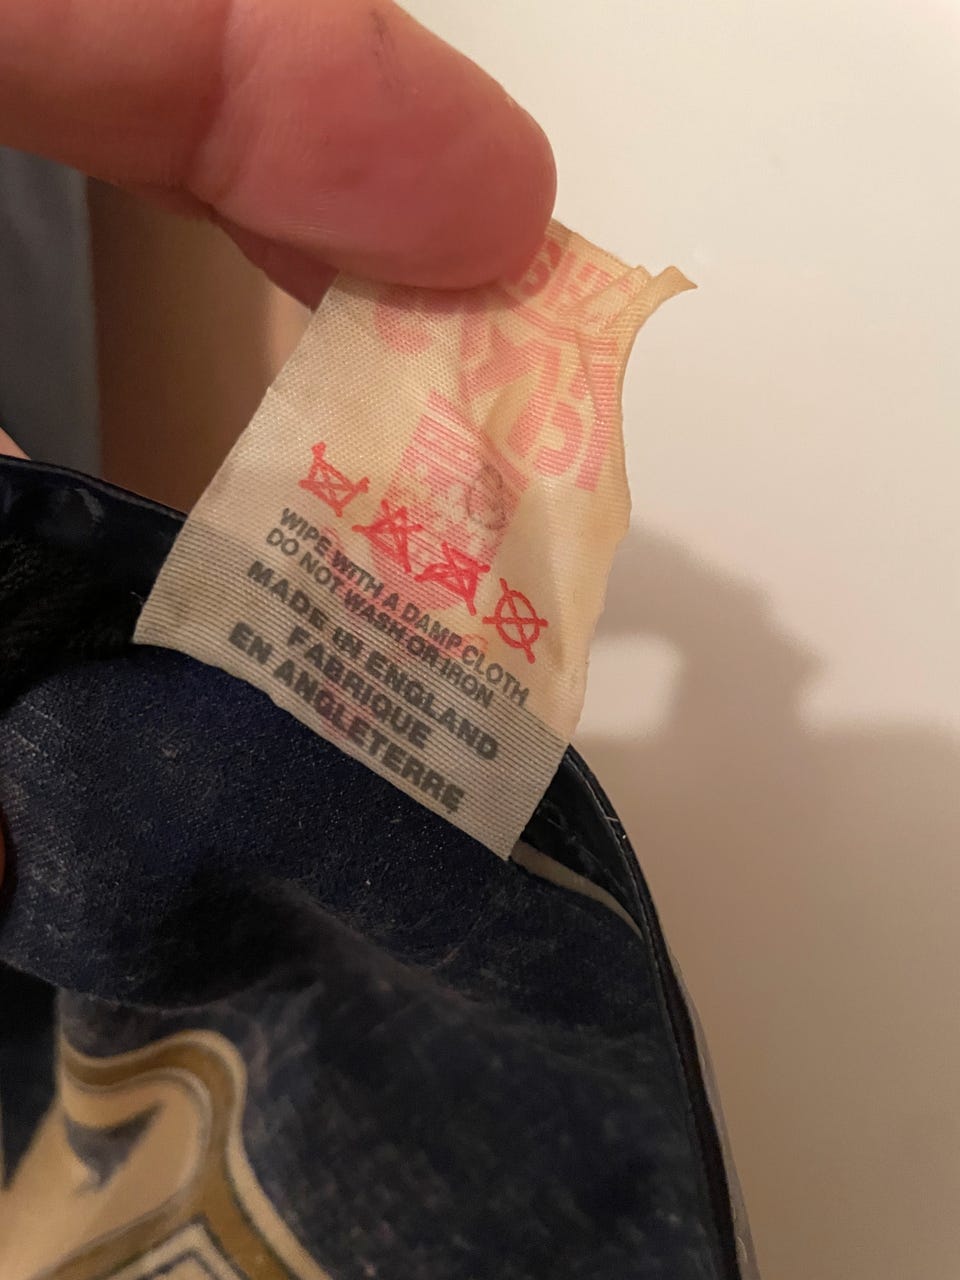 WIPE WITH A DAMP CLOTH
DO NOT WASH OR IRON
MADE IN ENGLAND
FABRIQUE
EN ANGLETERRE